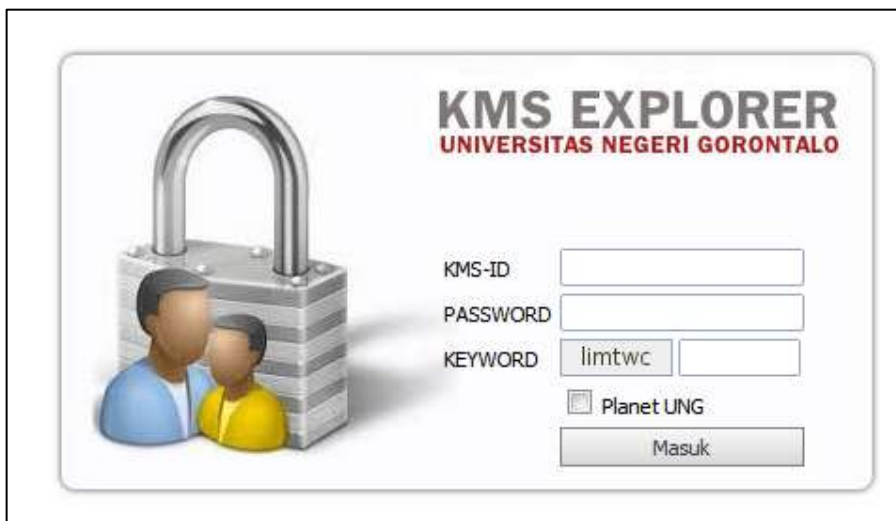 KMS EXPLORER
UNIVERSITAS NEGERI GORONTALO
KMS-ID
PASSWORD
KEYWORD limtwc
Planet UNG
Masuk